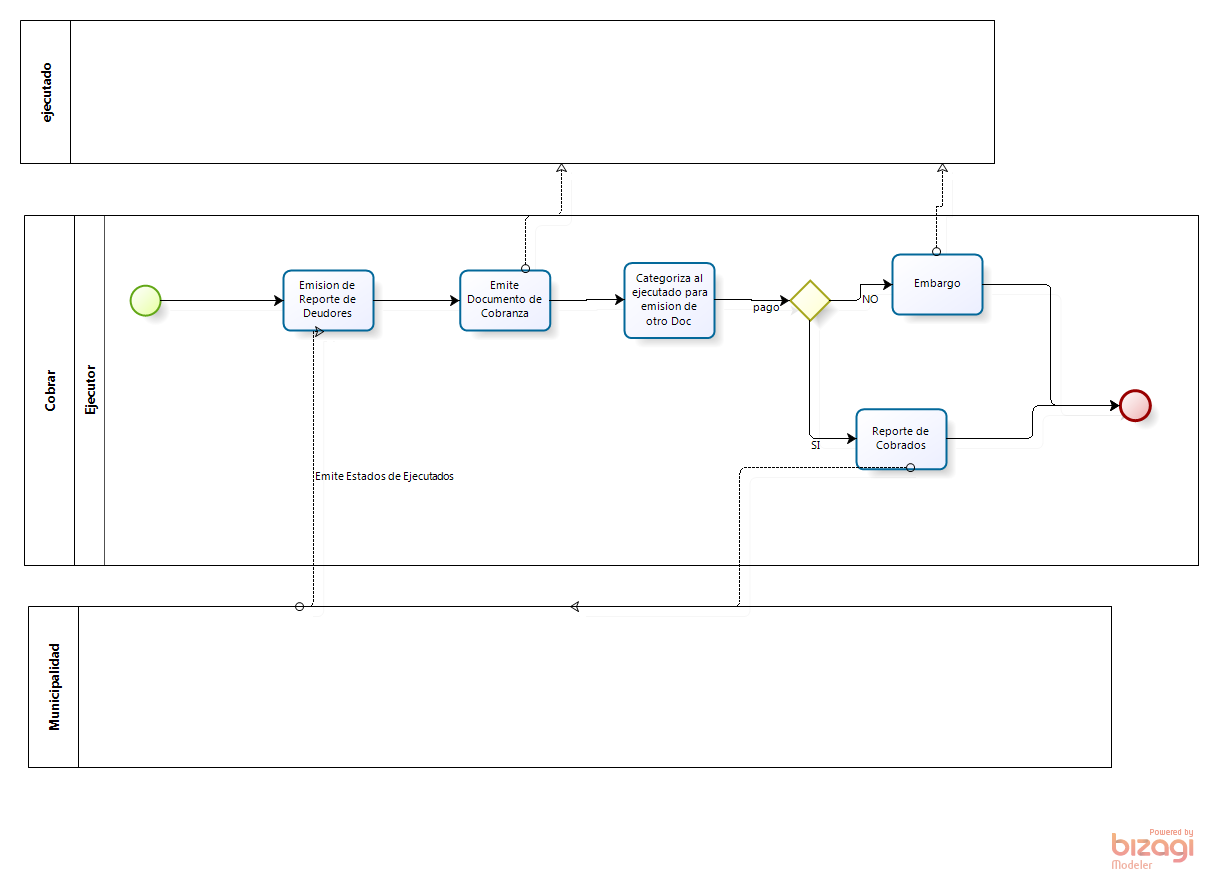 ejecutado
Cobrar
Ejecutor
Emision de
Reporte de
Deudores
Emite
Documento de
Cobranza
Categoriza al
ejecutado para
emision de
otro Doc
pago
NO
Embargo
SI
Reporte de
Cobrados
Emite Estados de Ejecutados
Municipalidad
Powered by
bizagi
Modeler